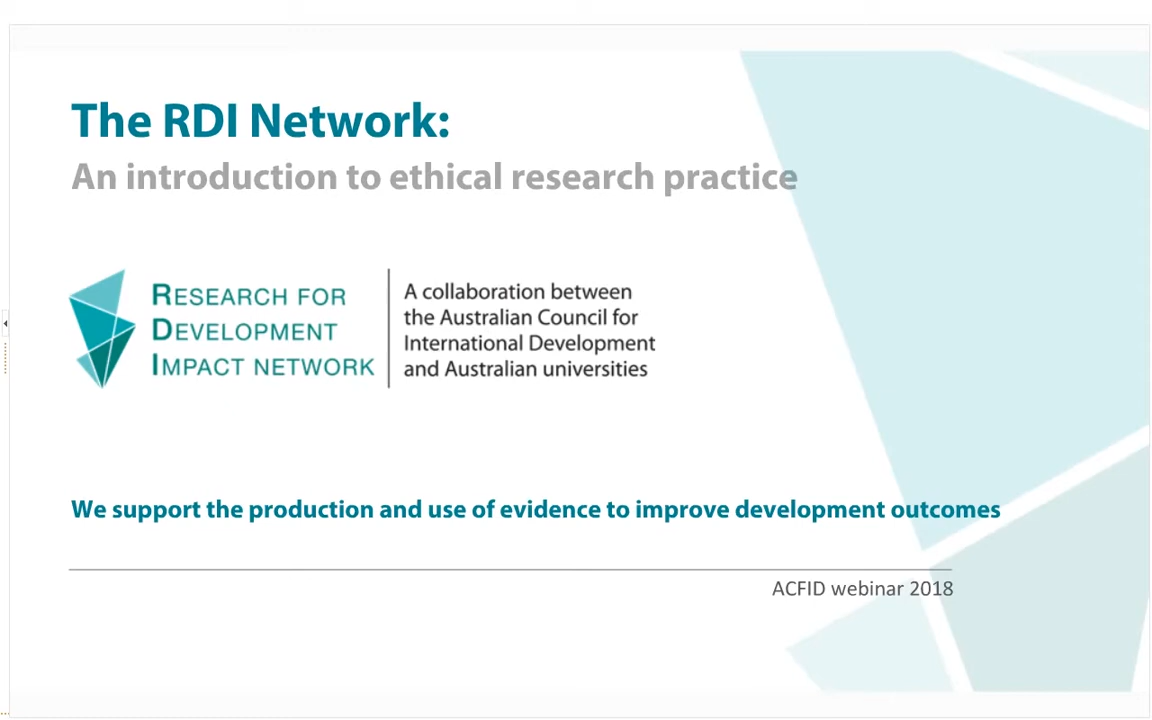 The RDI Network:
An introduction to ethical research practice
RESEARCH FOR
DEVELOPMENT
IMPACT NETWORK
A collaboration between
the Australian Council for
International Development
and Australian universities
We support the production and use of evidence to improve development outcomes
ACFID webinar 2018